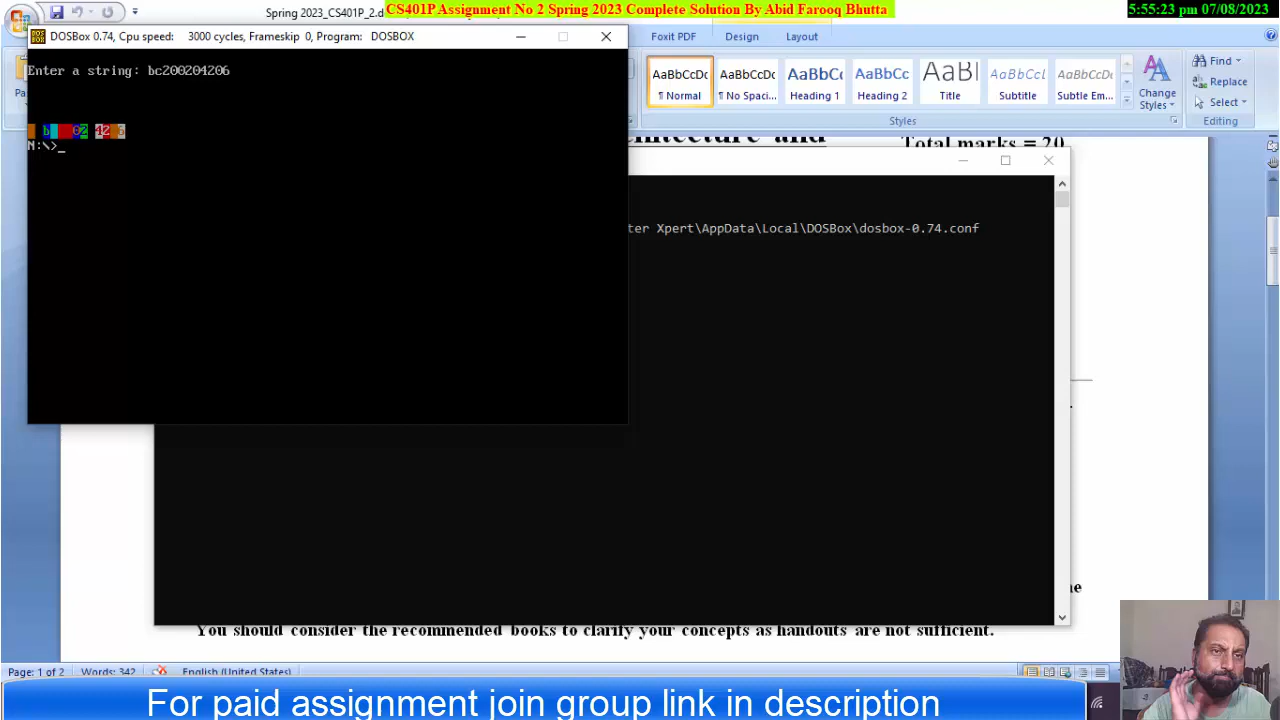 Spring 2023_CS401P_2.d
CS401P Assignment No 2 Spring 2023 Complete Solution By Abid Farooq Bhutta
5:55:23 pm 07/08/2023
DOSBox 0.74, Cpu speed: 3000 cycles, Frameskip 0, Program: DOSBOX
Foxit PDF
Design
Layout
Enter a string: bc200204206
N:\>_
AaBbCcDc
¶ Normal
AaBbCcDc
¶ No Spaci...
AaBbCc
Heading 1
AaBbCc
Heading 2
AaBb
Title
AaBbCcL
Subtitle
AaBbCcDc
Subtle Em...
Change
Styles
Find
Replace
Select
Styles
Editing
Total marks = 20
ter Xpert\AppData\Local\DOSBox\dosbox-0.74.conf
You should consider the recommended books to clarify your concepts as handouts are not sufficient.
Page: 1 of 2
Words: 342
English (United States)
For paid assignment join group link in description